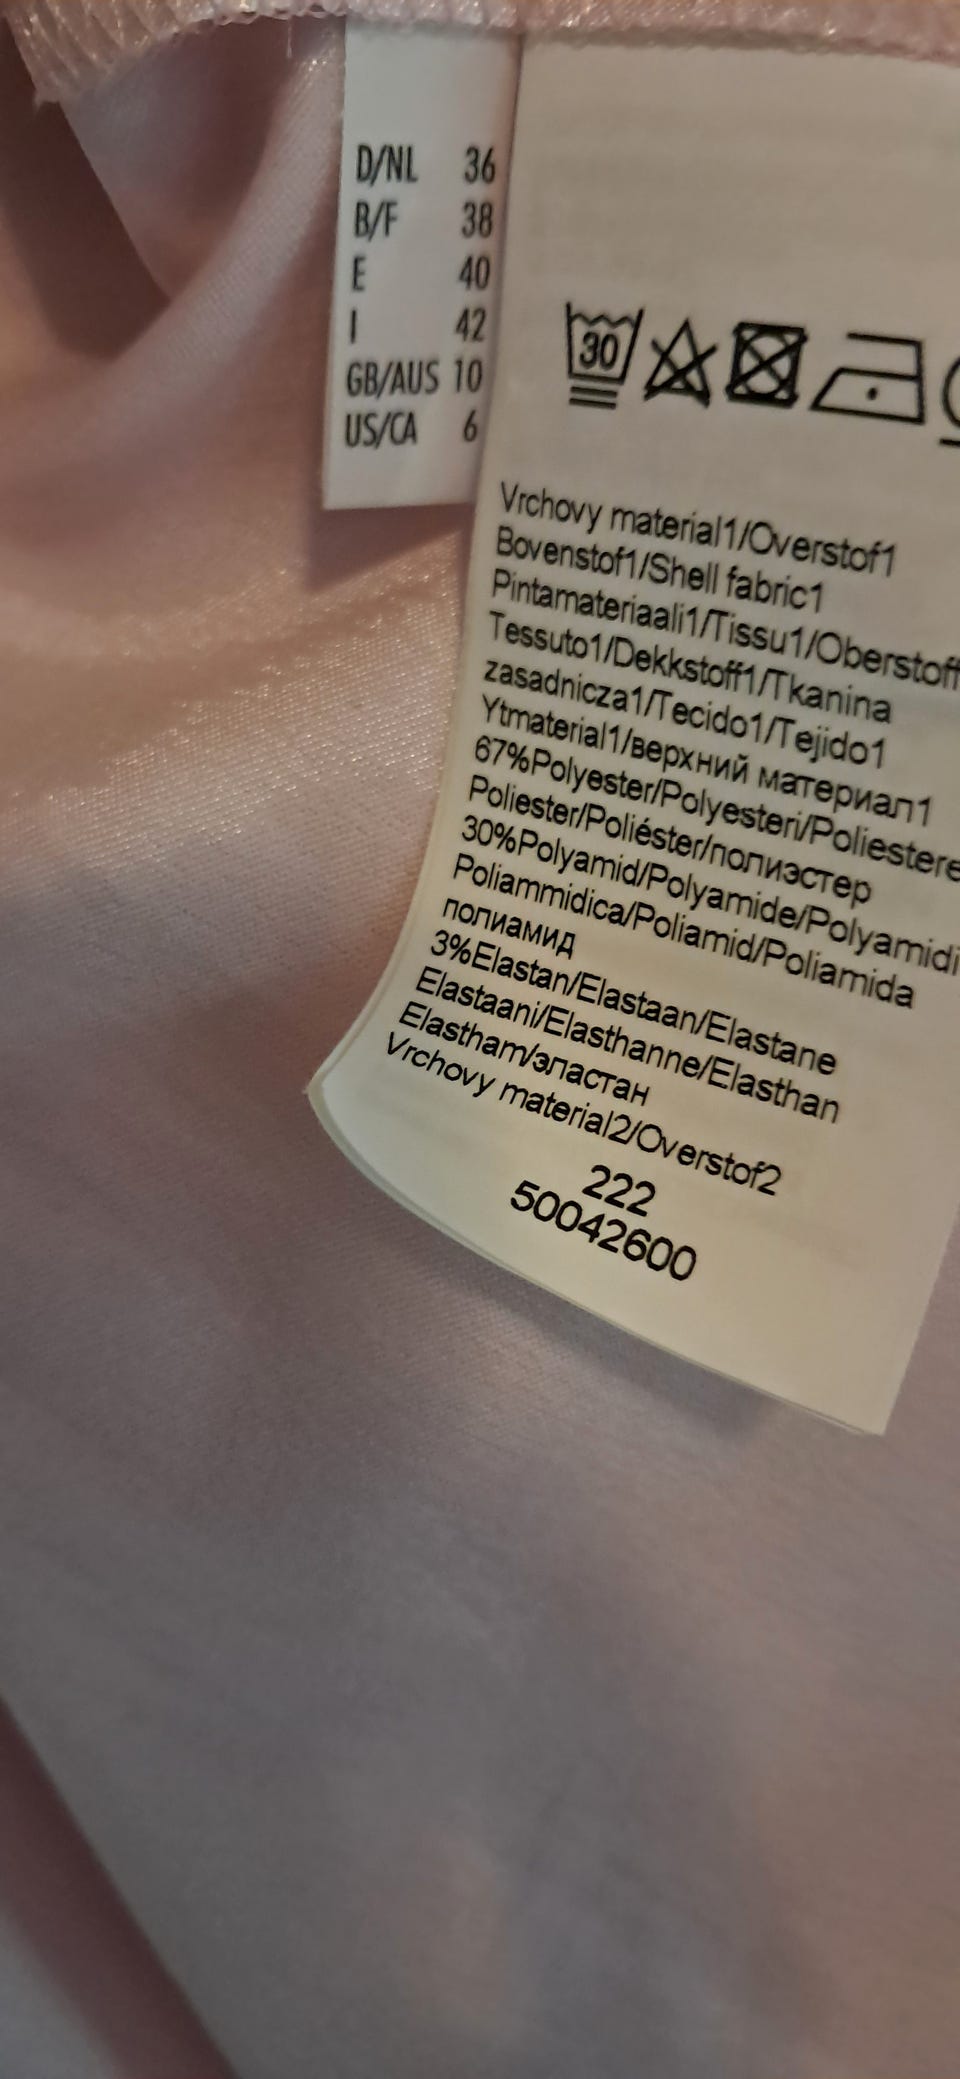 D/NL 36
B/F 38
E 40
I 42
GB/AUS 10
US/CA 6
30
Vrchovy material1/Overstof1
Bovenstof1/Shell fabric1
Pintamateriaali1/Tissu1/Oberstoff
Tessuto1/Dekkstoff1/Tkanina
zasadnicza1/Tecido1/Tejido1
Ytmaterial1/верхний материал1
67%Polyester/Polyesteri/Poliestere
Poliester/Poliéster/полиэстер
30%Polyamid/Polyamide/Polyamidi
Poliammidica/Poliamid/Poliamida
полиамид
3%Elastan/Elastaan/Elastane
Elastaani/Elasthanne/Elasthan
Elastham/эластан
Vrchovy material2/Overstof2
222
50042600